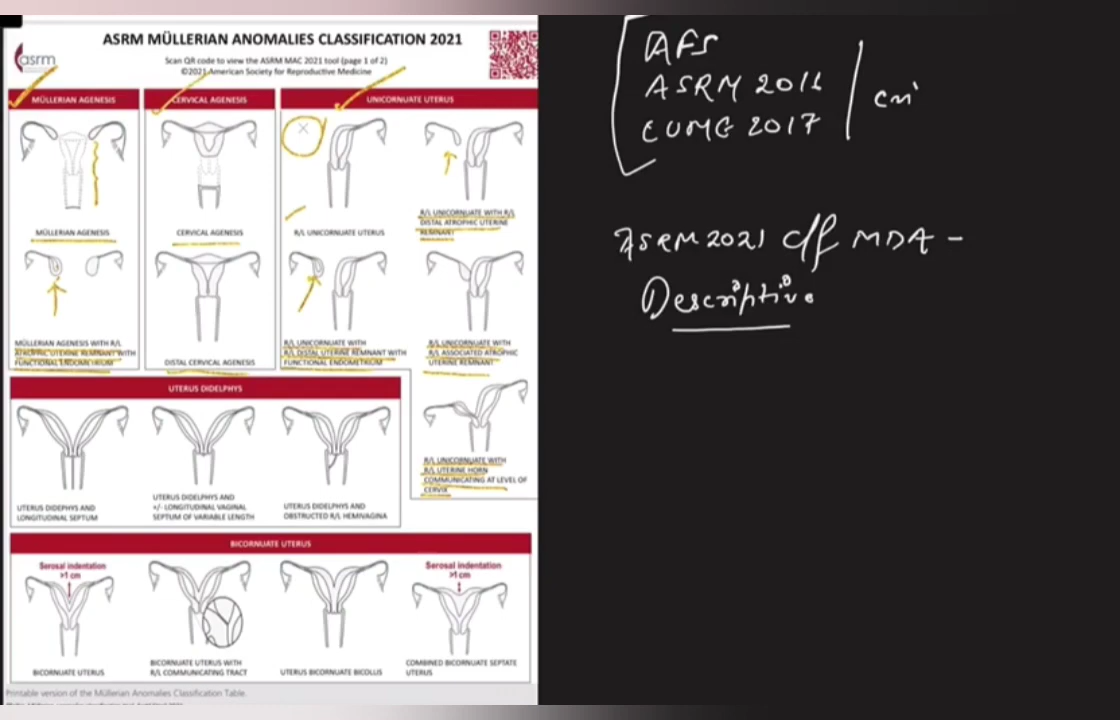 ASRM MÜLLERIAN ANOMALIES CLASSIFICATION 2021
asrm
Scan QR code to view the ASRM MAC 2021 tool (page 1 of 2)
©2021 American Society for Reproductive Medicine
MÜLLERIAN AGENESIS
CERVICAL AGENESIS
UNICORNUATE UTERUS
MÜLLERIAN AGENESIS
CERVICAL AGENESIS
R/L UNICORNUATE UTERUS
R/L UNICORNUATE WITH R/L
DISTAL ATROPHIC UTERINE
REMNANT
MÜLLERIAN AGENESIS WITH R/L
ATROPHIC UTERINE REMNANT WITH
FUNCTIONAL ENDOMETRIUM
DISTAL CERVICAL AGENESIS
R/L UNICORNUATE WITH
R/L DISTAL UTERINE REMNANT WITH
FUNCTIONAL ENDOMETRIUM
R/L UNICORNUATE WITH
R/L ASSOCIATED ATROPHIC
UTERINE REMNANT
R/L UNICORNUATE WITH
R/L UTERINE HORN
COMMUNICATING AT LEVEL OF
CERVIX
UTERUS DIDELPHYS
UTERUS DIDEPHYS AND
LONGITUDINAL SEPTUM
UTERUS DIDELPHYS AND
+/- LONGITUDINAL VAGINAL
SEPTUM OF VARIABLE LENGTH
UTERUS DIDELPHYS AND
OBSTRUCTED R/L HEMIVAGINA
BICORNUATE UTERUS
Serosal indentation
>1 cm
Serosal indentation
>1 cm
BICORNUATE UTERUS
BICORNUATE UTERUS WITH
R/L COMMUNICATING TRACT
UTERUS BICORNUATE BICOLLIS
COMBINED BICORNUATE SEPTATE
UTERUS
Printable version of the Müllerian Anomalies Classification Table.
AFS
ASRM 2016
CUMG 2017
ASRM 2021 c/f MDA -
Descriptive